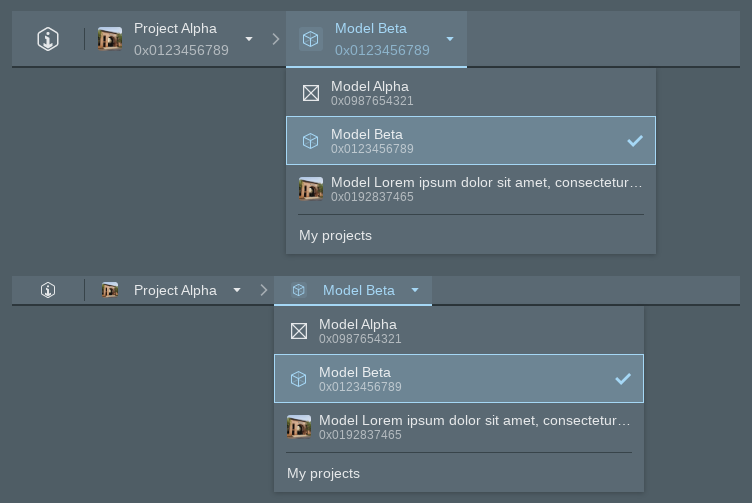 Project Alpha
0x0123456789
Model Beta
0x0123456789
Model Alpha
0x0987654321
Model Beta
0x0123456789
Model Lorem ipsum dolor sit amet, consectetur…
0x0192837465
My projects
Project Alpha
Model Beta
Model Alpha
0x0987654321
Model Beta
0x0123456789
Model Lorem ipsum dolor sit amet, consectetur…
0x0192837465
My projects